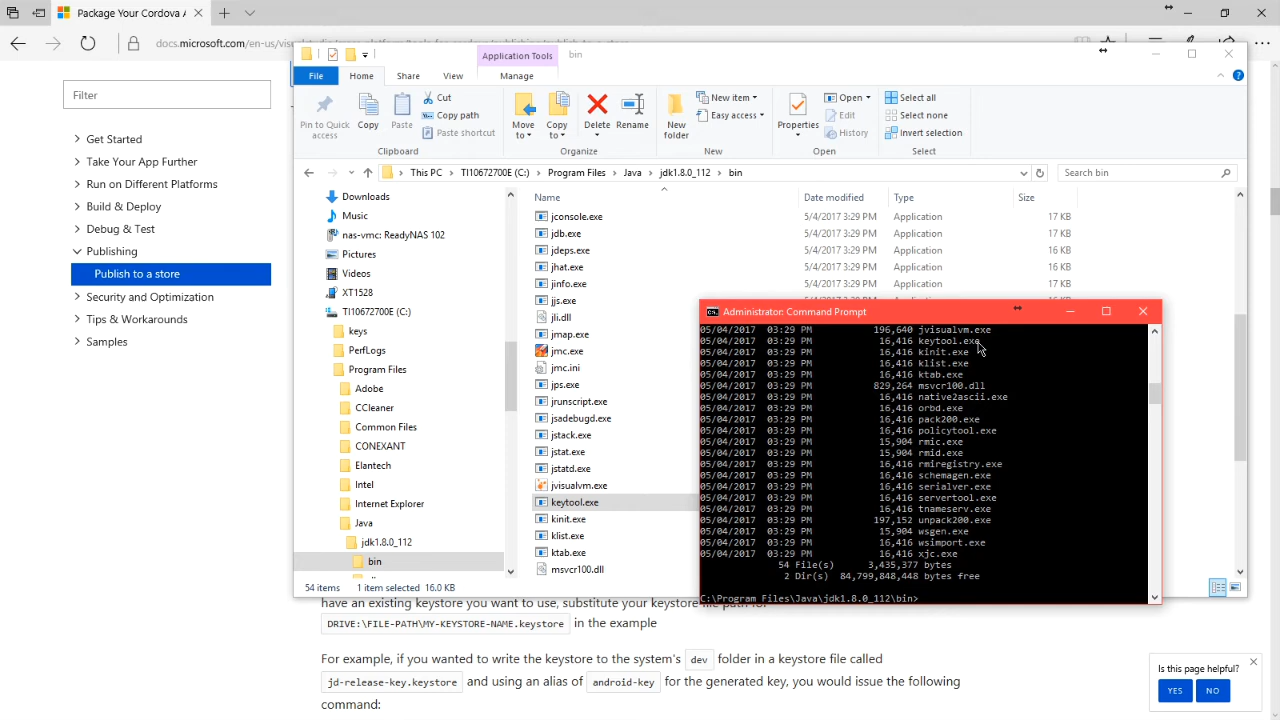 Package Your Cordova A
docs.microsoft.com/en-us/
Filter
Get Started
Take Your App Further
Run on Different Platforms
Build & Deploy
Debug & Test
Publishing
Publish to a store
Security and Optimization
Tips & Workarounds
Samples
Application Tools
bin
File
Home
Share
View
Manage
Pin to Quick access
Copy
Paste
Cut
Copy path
Paste shortcut
Clipboard
Move to
Copy to
Delete
Rename
Organize
New folder
New item
Easy access
New
Properties
Open
Edit
History
Open
Select all
Select none
Invert selection
Select
This PC > TI10672700E (C:) > Program Files > Java > jdk1.8.0_112 > bin
Search bin
Downloads
Music
nas-vmc: ReadyNAS 102
Pictures
Videos
XT1528
TI10672700E (C:)
keys
PerfLogs
Program Files
Adobe
CCleaner
Common Files
CONEXANT
Elantech
Intel
Internet Explorer
Java
jdk1.8.0_112
bin
Name Date modified Type Size
jconsole.exe 5/4/2017 3:29 PM Application 17 KB
jdb.exe 5/4/2017 3:29 PM Application 17 KB
jdeps.exe 5/4/2017 3:29 PM Application 16 KB
jhat.exe 5/4/2017 3:29 PM Application 16 KB
jinfo.exe 5/4/2017 3:29 PM Application 17 KB
jjs.exe
jli.dll
jmap.exe
jmc.exe
jmc.ini
jps.exe
jrunscript.exe
jsadebugd.exe
jstack.exe
jstat.exe
jstatd.exe
jvisualvm.exe
keytool.exe
kinit.exe
klist.exe
ktab.exe
msvcr100.dll
54 items 1 item selected 16.0 KB
Administrator: Command Prompt
05/04/2017 03:29 PM 196,640 jvisualvm.exe
05/04/2017 03:29 PM 16,416 keytool.exe
05/04/2017 03:29 PM 16,416 kinit.exe
05/04/2017 03:29 PM 16,416 klist.exe
05/04/2017 03:29 PM 16,416 ktab.exe
05/04/2017 03:29 PM 829,264 msvcr100.dll
05/04/2017 03:29 PM 16,416 native2ascii.exe
05/04/2017 03:29 PM 16,416 orbd.exe
05/04/2017 03:29 PM 16,416 pack200.exe
05/04/2017 03:29 PM 16,416 policytool.exe
05/04/2017 03:29 PM 15,904 rmic.exe
05/04/2017 03:29 PM 15,904 rmid.exe
05/04/2017 03:29 PM 16,416 rmiregistry.exe
05/04/2017 03:29 PM 16,416 schemagen.exe
05/04/2017 03:29 PM 16,416 serialver.exe
05/04/2017 03:29 PM 16,416 servertool.exe
05/04/2017 03:29 PM 16,416 tnameserv.exe
05/04/2017 03:29 PM 197,152 unpack200.exe
05/04/2017 03:29 PM 15,904 wsgen.exe
05/04/2017 03:29 PM 16,416 wsimport.exe
05/04/2017 03:29 PM 16,416 xjc.exe
54 File(s) 3,435,377 bytes
2 Dir(s) 84,799,848,448 bytes free
C:\Program Files\Java\jdk1.8.0_112\bin>
have an existing keystore you want to use, substitute your keystore file path for
DRIVE:\FILE-PATH\MY-KEYSTORE-NAME.keystore in the example
For example, if you wanted to write the keystore to the system's dev folder in a keystore file called
jd-release-key.keystore and using an alias of android-key for the generated key, you would issue the following
command:
Is this page helpful?
YES
NO